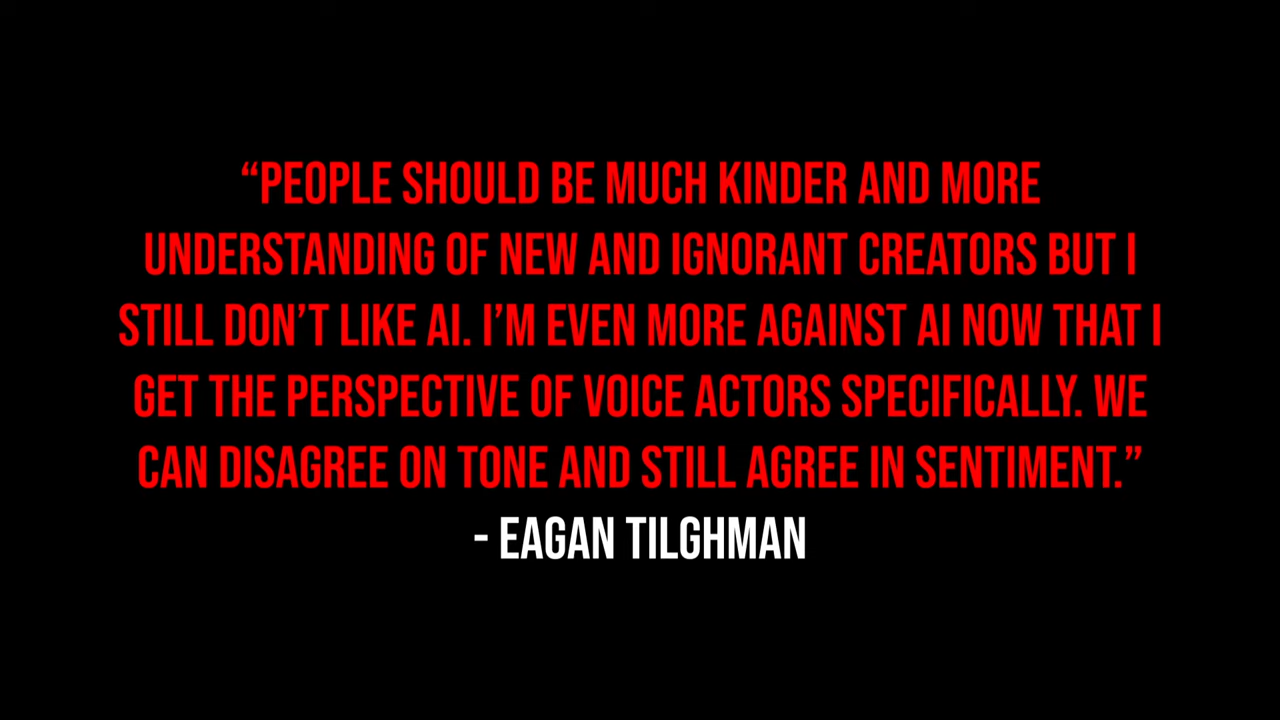 “PEOPLE SHOULD BE MUCH KINDER AND MORE
UNDERSTANDING OF NEW AND IGNORANT CREATORS BUT I
STILL DON’T LIKE AI. I’M EVEN MORE AGAINST AI NOW THAT I
GET THE PERSPECTIVE OF VOICE ACTORS SPECIFICALLY. WE
CAN DISAGREE ON TONE AND STILL AGREE IN SENTIMENT.”
- EAGAN TILGHMAN